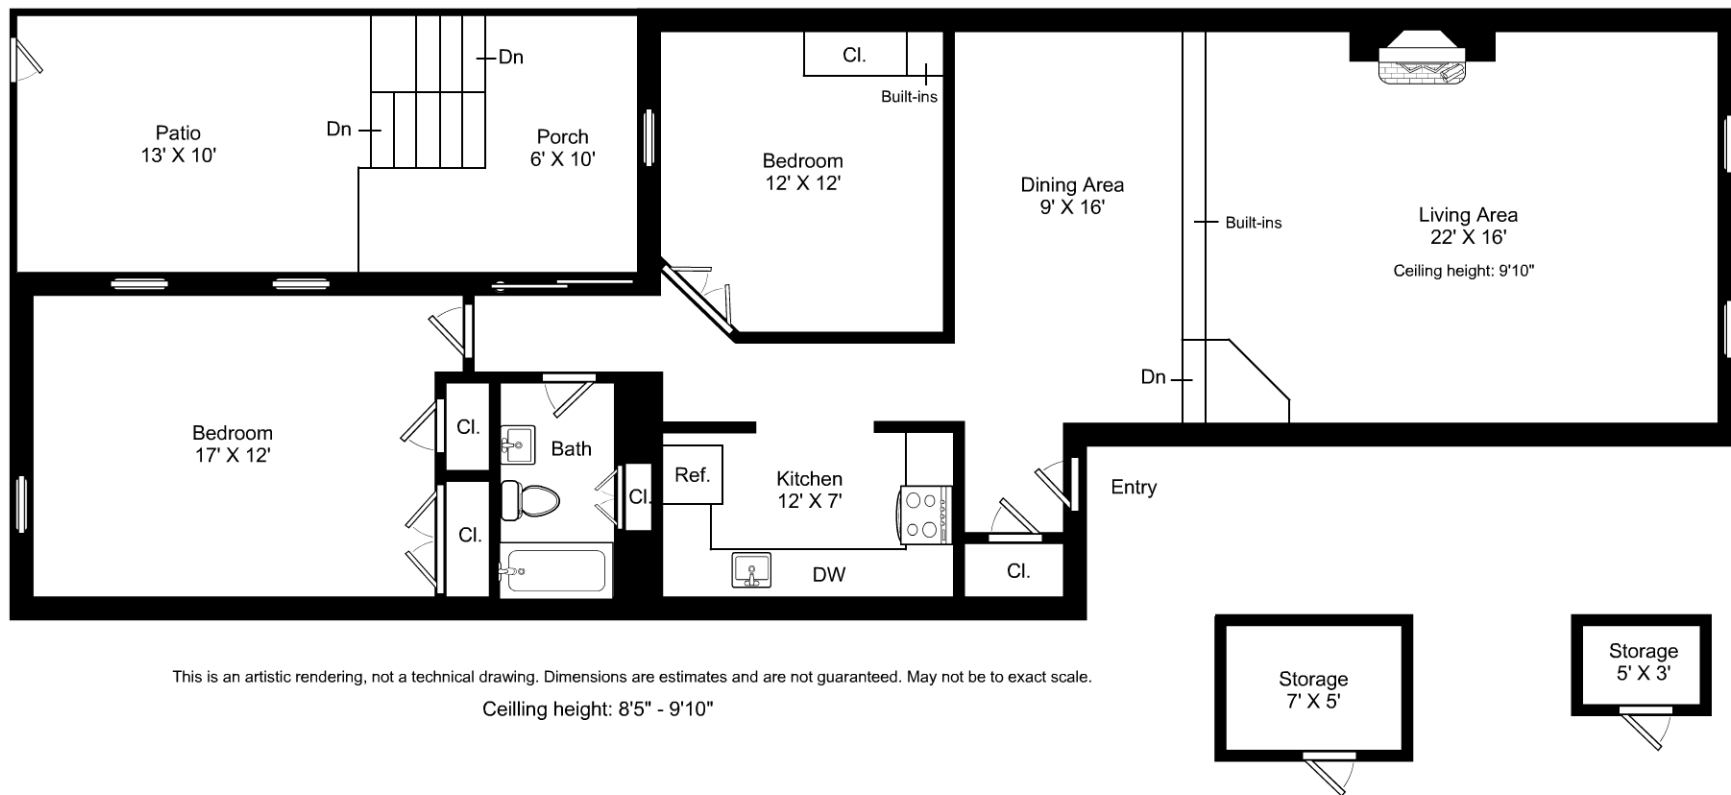 Cl.
Built-ins
Dn
Dn
Patio
13' X 10'
Porch
6' X 10'
Bedroom
12' X 12'
Dining Area
9' X 16'
Built-ins
Living Area
22' X 16'
Ceiling height: 9'10"
Dn
Bedroom
17' X 12'
Cl.
Cl.
Bath
Cl.
Ref.
Kitchen
12' X 7'
DW
Entry
Cl.
Storage
7' X 5'
Storage
5' X 3'
This is an artistic rendering, not a technical drawing. Dimensions are estimates and are not guaranteed. May not be to exact scale.
Ceilling height: 8'5" - 9'10"